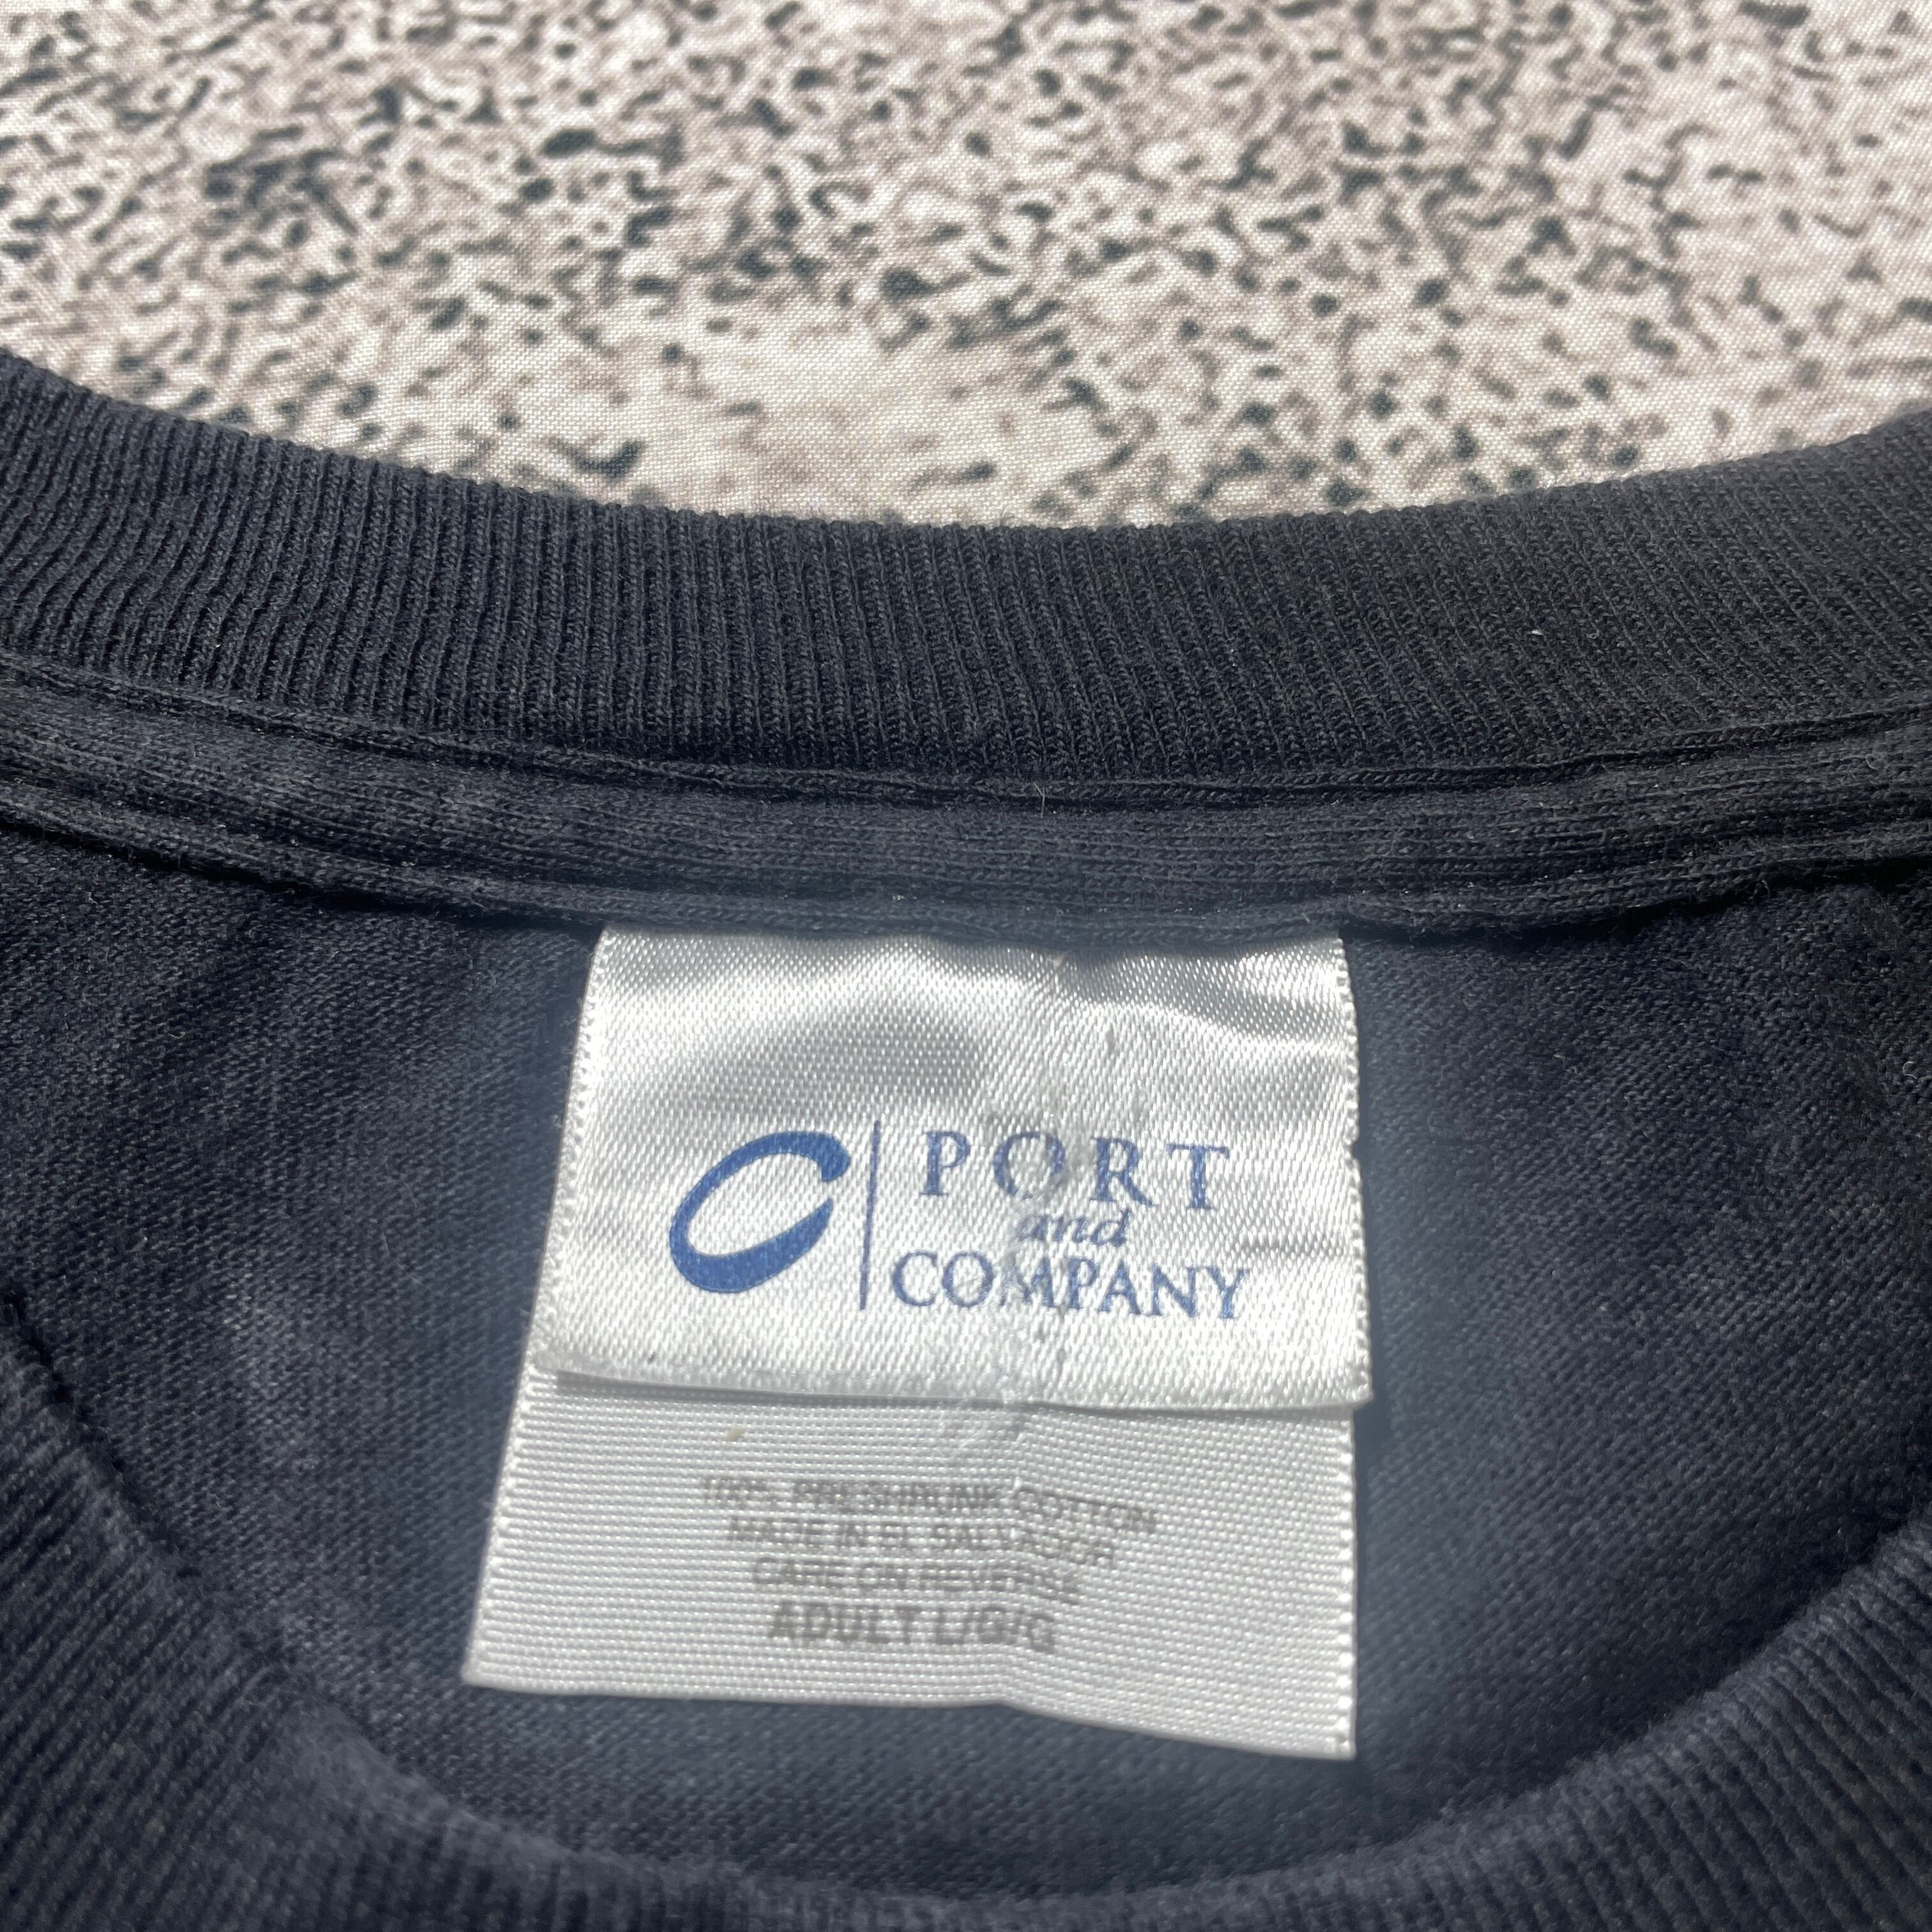 PORT
and
COMPANY
100% PRESHRUNK COTTON
MADE IN EL SALVADOR
CARE ON REVERSE
ADULT L/G/G